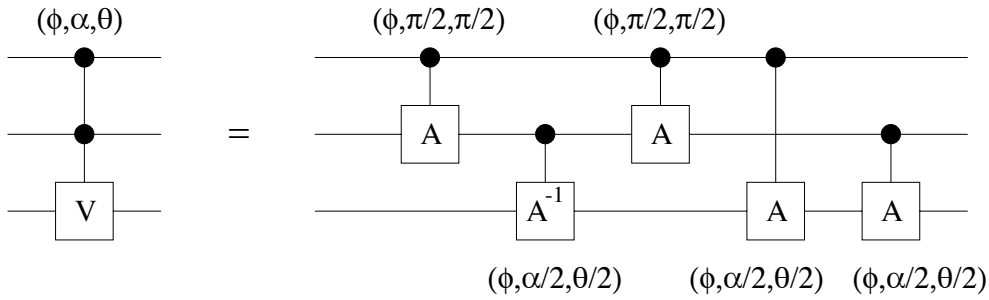 (ϕ,α,θ) (ϕ,π/2,π/2) (ϕ,π/2,π/2)
A A
=
V A⁻¹ A A
(ϕ,α/2,θ/2) (ϕ,α/2,θ/2) (ϕ,α/2,θ/2)